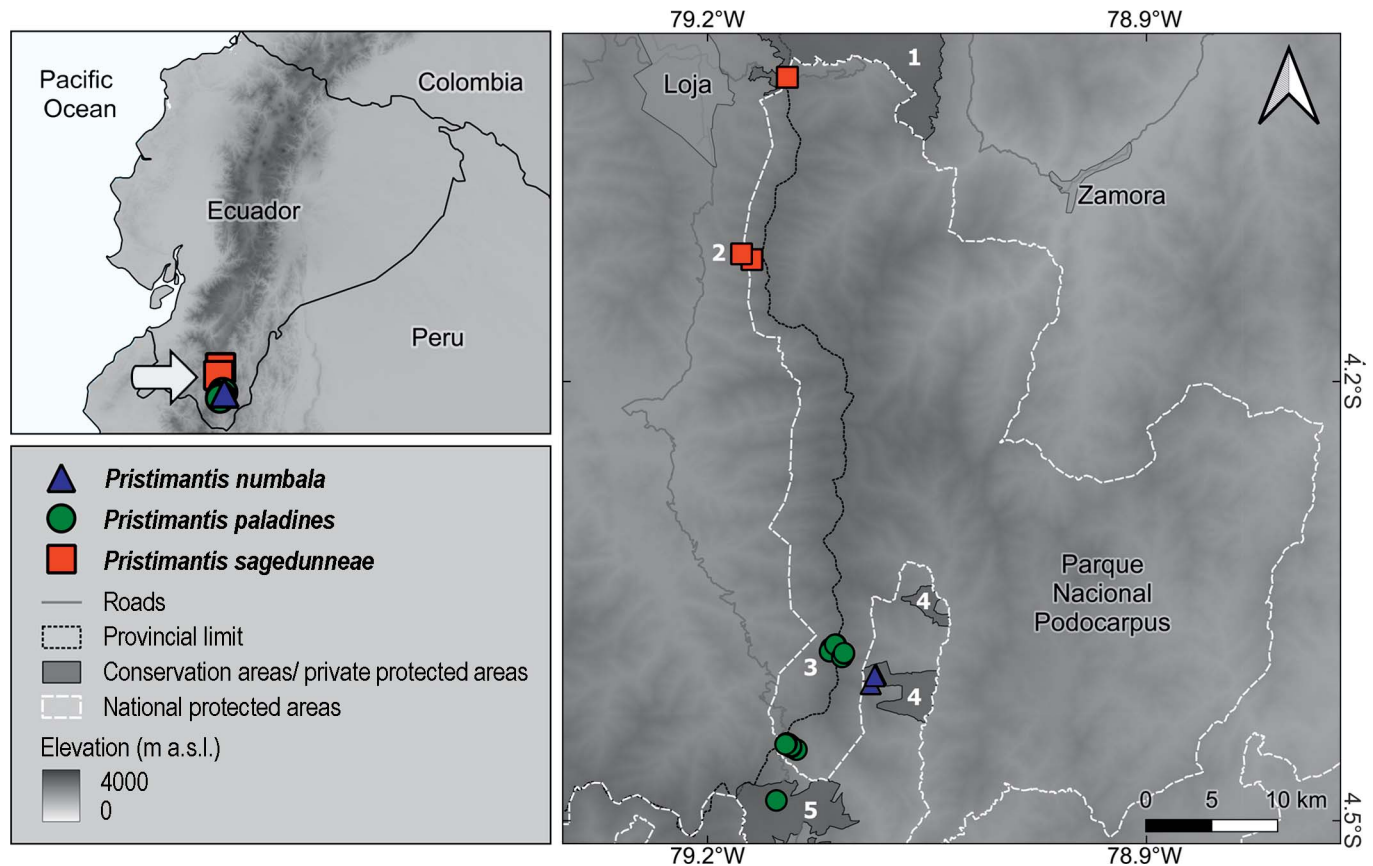 Pacific
Ocean
Colombia
Ecuador
Peru
Pristimantis numbala
Pristimantis paladines
Pristimantis sagedunneae
Roads
Provincial limit
Conservation areas/ private protected areas
National protected areas
Elevation (m a.s.l.)
4000
0
79.2°W
78.9°W
1
Loja
Zamora
2
4.2°S
Parque
Nacional
Podocarpus
4
3
4
5
0 5 10 km
4.5°S
79.2°W
78.9°W